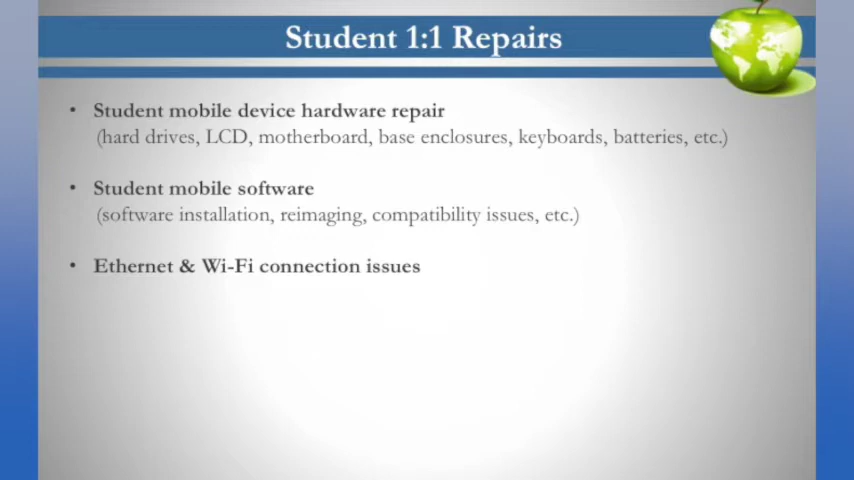 Student 1:1 Repairs
• Student mobile device hardware repair
(hard drives, LCD, motherboard, base enclosures, keyboards, batteries, etc.)
• Student mobile software
(software installation, reimaging, compatibility issues, etc.)
• Ethernet & Wi-Fi connection issues